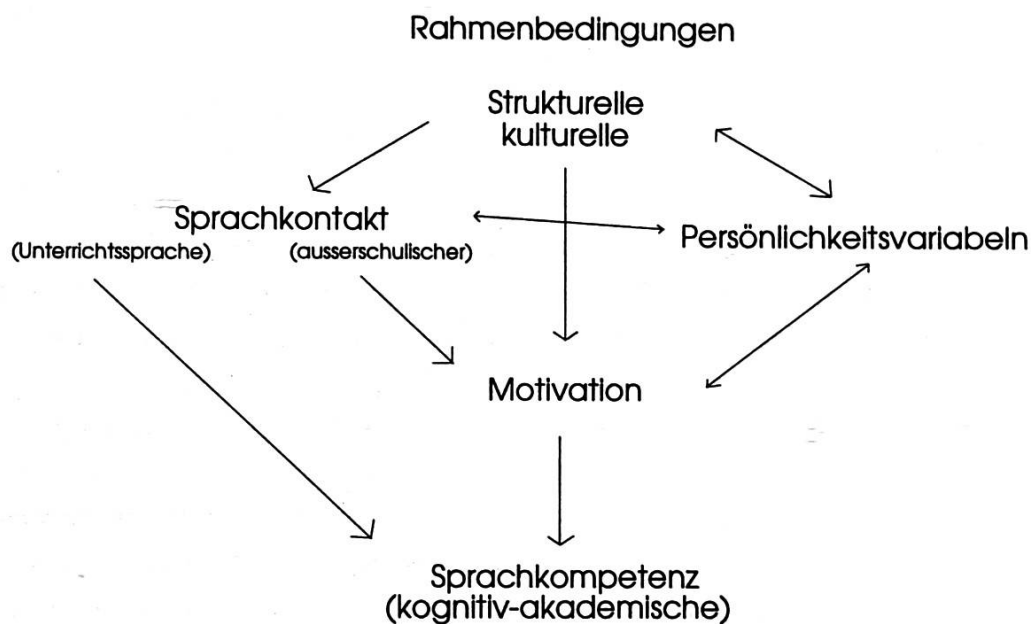 Rahmenbedingungen
Strukturelle
kulturelle
Sprachkontakt
(Unterrichtssprache) (ausserschulischer)
Persönlichkeitsvariabeln
Motivation
Sprachkompetenz
(kognitiv-akademische)